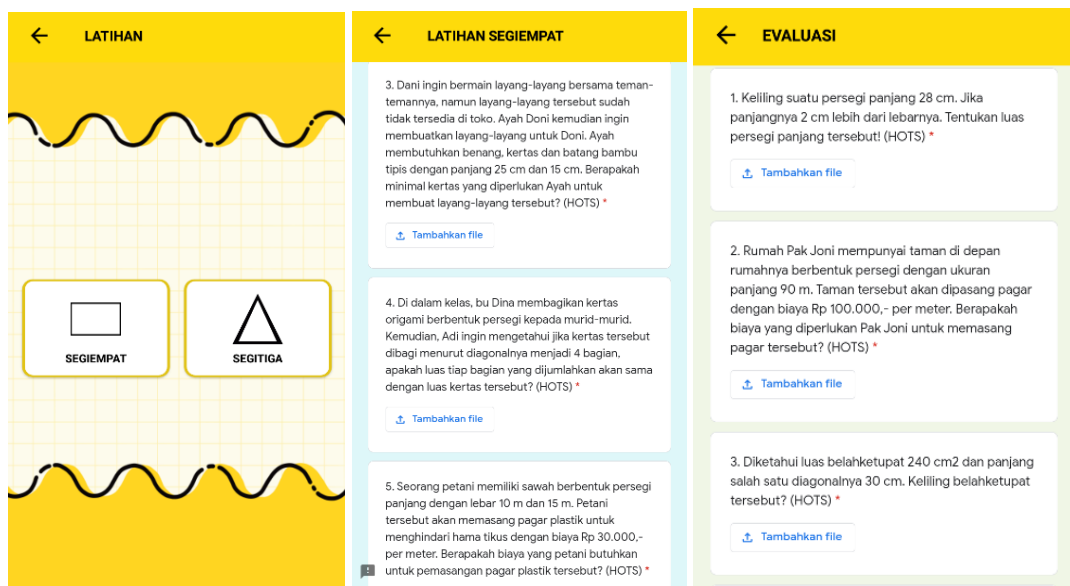 LATIHAN
SEGIEMPAT
SEGITIGA
LATIHAN SEGIEMPAT
3. Dani ingin bermain layang-layang bersama teman-
temannya, namun layang-layang tersebut sudah
tidak tersedia di toko. Ayah Doni kemudian ingin
membuatkan layang-layang untuk Doni. Ayah
membutuhkan benang, kertas dan batang bambu
tipis dengan panjang 25 cm dan 15 cm. Berapakah
minimal kertas yang diperlukan Ayah untuk
membuat layang-layang tersebut? (HOTS) *
Tambahkan file
4. Di dalam kelas, bu Dina membagikan kertas
origami berbentuk persegi kepada murid-murid.
Kemudian, Adi ingin mengetahui jika kertas tersebut
dibagi menurut diagonalnya menjadi 4 bagian,
apakah luas tiap bagian yang dijumlahkan akan sama
dengan luas kertas tersebut? (HOTS) *
Tambahkan file
5. Seorang petani memiliki sawah berbentuk persegi
panjang dengan lebar 10 m dan 15 m. Petani
tersebut akan memasang pagar plastik untuk
menghindari hama tikus dengan biaya Rp 30.000,-
per meter. Berapakah biaya yang petani butuhkan
untuk pemasangan pagar plastik tersebut? (HOTS) *
EVALUASI
1. Keliling suatu persegi panjang 28 cm. Jika
panjangnya 2 cm lebih dari lebarnya. Tentukan luas
persegi panjang tersebut! (HOTS) *
Tambahkan file
2. Rumah Pak Joni mempunyai taman di depan
rumahnya berbentuk persegi dengan ukuran
panjang 90 m. Taman tersebut akan dipasang pagar
dengan biaya Rp 100.000,- per meter. Berapakah
biaya yang diperlukan Pak Joni untuk memasang
pagar tersebut? (HOTS) *
Tambahkan file
3. Diketahui luas belahketupat 240 cm2 dan panjang
salah satu diagonalnya 30 cm. Keliling belahketupat
tersebut? (HOTS) *
Tambahkan file